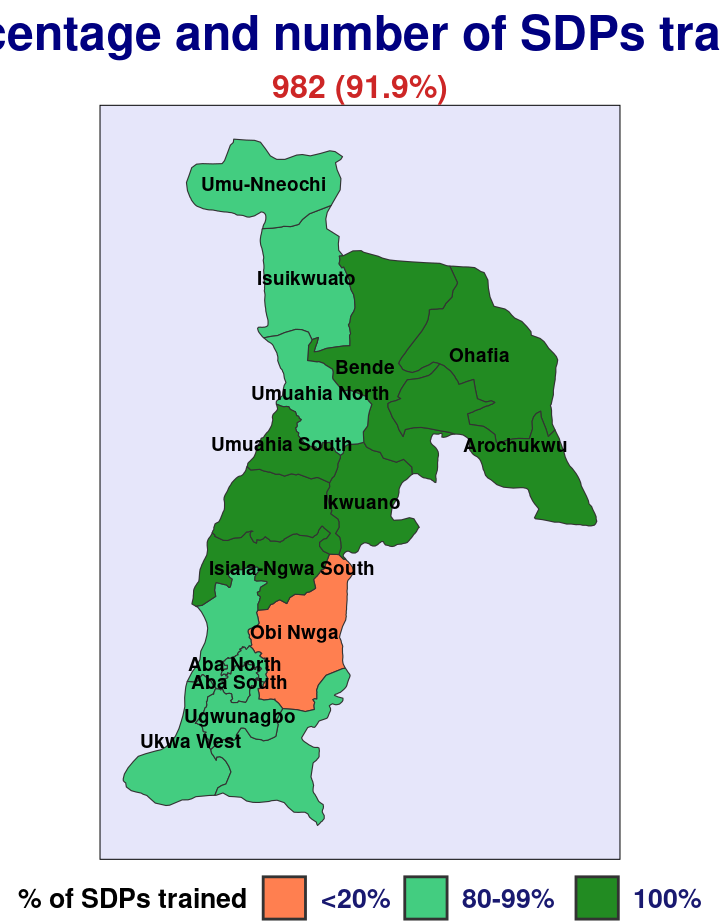 centage and number of SDPs tra
982 (91.9%)
Umu-Nneochi
Isuikwuato
Ohafia
Bende
Umuahia North
Umuahia South
Arochukwu
Ikwuano
Isiala-Ngwa South
Obi Nwga
Aba North
Aba South
Ugwunagbo
Ukwa West
% of SDPs trained <20% 80-99% 100%